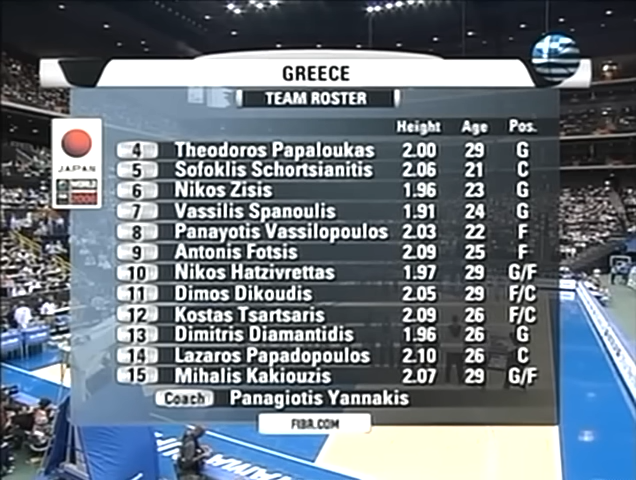 GREECE
TEAM ROSTER
Height Age Pos.
4 Theodoros Papaloukas 2.00 29 G
5 Sofoklis Schortsianitis 2.06 21 C
6 Nikos Zisis 1.96 23 G
7 Vassilis Spanoulis 1.91 24 G
8 Panayotis Vassilopoulos 2.03 22 F
9 Antonis Fotsis 2.09 25 F
10 Nikos Hatzivrettas 1.97 29 G/F
11 Dimos Dikoudis 2.05 29 F/C
12 Kostas Tsartsaris 2.09 26 F/C
13 Dimitris Diamantidis 1.96 26 G
14 Lazaros Papadopoulos 2.10 26 C
15 Mihalis Kakiouzis 2.07 29 G/F
Coach Panagiotis Yannakis
FIBA.COM
JAPAN
WORLD
2006